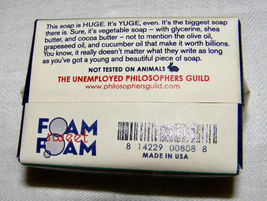 This soap is HUGE. It's YUGE, even. It's the biggest soap
there is. Sure, it's vegetable soap – with glycerine, shea
butter, and cocoa butter – not to mention the olive oil,
grapeseed oil, and cucumber oil that make it worth billions.
You know, it really doesn't matter what they write as long
as you've got a young and beautiful piece of soap.
NOT TESTED ON ANIMALS
THE UNEMPLOYED PHILOSOPHERS GUILD
www.philosophersguild.com
FOAM
sweet
FOAM
8 14229 00808 8
MADE IN USA